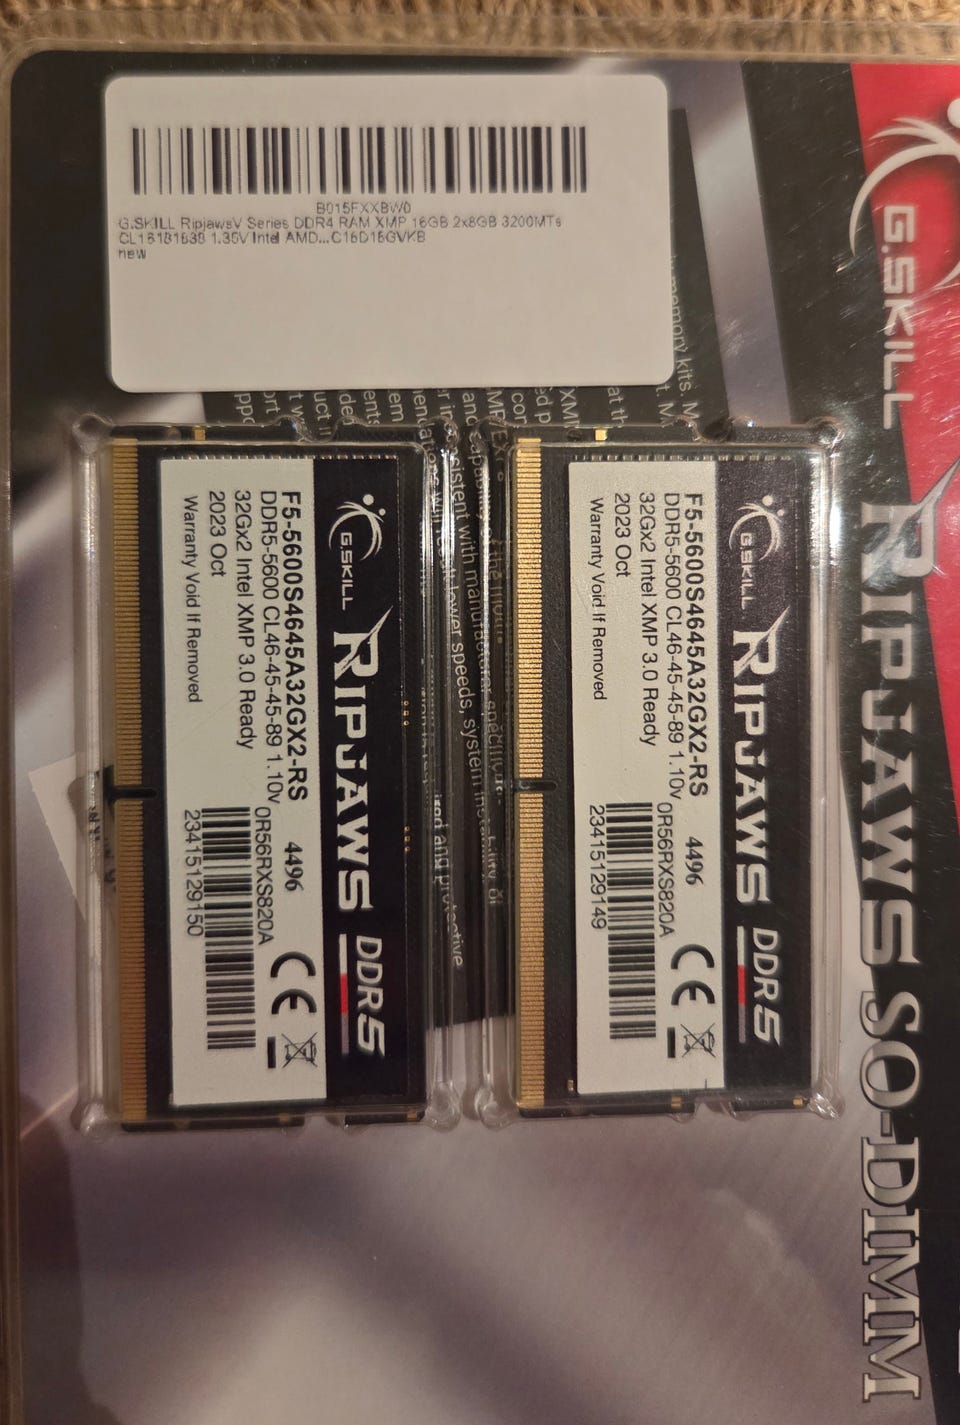 B015FXXBW0
G.SKILL RipjawsV Series DDR4 RAM XMP 16GB 2x8GB 3200MTs
CL16181838 1.35V Intel AMD...C16D16GVKB
new
G.SKILL
RIPJAWS SO-DIMM
memory kits.
G.SKILL RIPJAWS DDR5
F5-5600S4645A32GX2-RS 4496
DDR5-5600 CL46-45-45-89 1.10v
0R56RXS820A
32Gx2 Intel XMP 3.0 Ready
2023 Oct
23415129149
Warranty Void If Removed
CE
G.SKILL RIPJAWS DDR5
F5-5600S4645A32GX2-RS 4496
DDR5-5600 CL46-45-45-89 1.10v
0R56RXS820A
32Gx2 Intel XMP 3.0 Ready
2023 Oct
23415129150
Warranty Void If Removed
CE